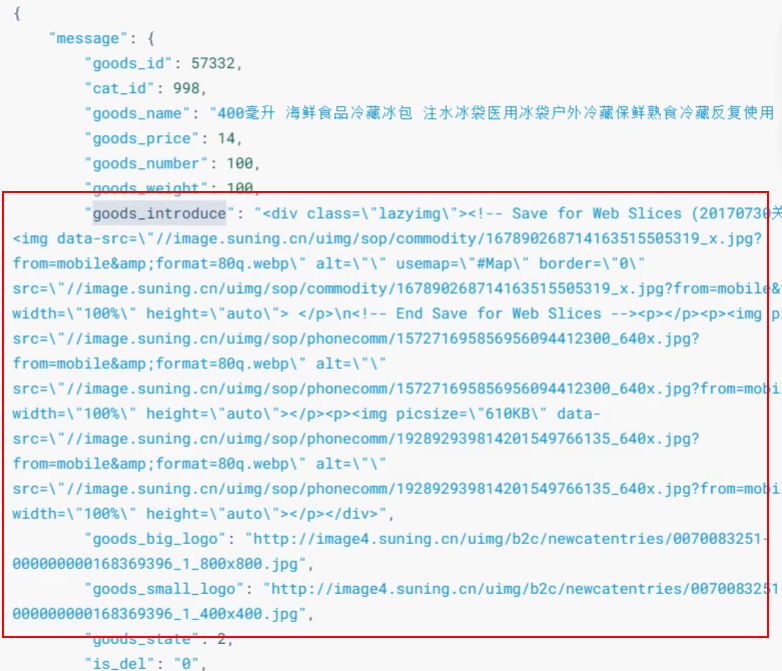 {
"message": {
"goods_id": 57332,
"cat_id": 998,
"goods_name": "400毫升 海鲜食品冷藏冰包 注水冰袋医用冰袋户外冷藏保鲜熟食冷藏反复使用
"goods_price": 14,
"goods_number": 100,
"goods_weight": 100,
"goods_introduce": "<div class=\"lazyimg\"><!-- Save for Web Slices (20170730关
<img data-src=\"//image.suning.cn/uimg/sop/commodity/167890268714163515505319_x.jpg?
from=mobile&amp;format=80q.webp\" alt=\"\" usemap=\"#Map\" border=\"0\"
src=\"//image.suning.cn/uimg/sop/commodity/167890268714163515505319_x.jpg?from=mobile&
width=\"100%\" height=\"auto\"> </p>\n<!-- End Save for Web Slices --><p></p><p><img pi
src=\"//image.suning.cn/uimg/sop/phonecomm/157271695856956094412300_640x.jpg?
from=mobile&amp;format=80q.webp\" alt=\"\"
src=\"//image.suning.cn/uimg/sop/phonecomm/157271695856956094412300_640x.jpg?from=mobi
width=\"100%\" height=\"auto\"></p><p><img picsize=\"610KB\" data-
src=\"//image.suning.cn/uimg/sop/phonecomm/192892939814201549766135_640x.jpg?
from=mobile&amp;format=80q.webp\" alt=\"\"
src=\"//image.suning.cn/uimg/sop/phonecomm/192892939814201549766135_640x.jpg?from=mobi
width=\"100%\" height=\"auto\"></p></div>",
"goods_big_logo": "http://image4.suning.cn/uimg/b2c/newcatentries/0070083251-
000000000168369396_1_800x800.jpg",
"goods_small_logo": "http://image4.suning.cn/uimg/b2c/newcatentries/0070083251
000000000168369396_1_400x400.jpg",
"goods_state": 2,
"is_del": "0",